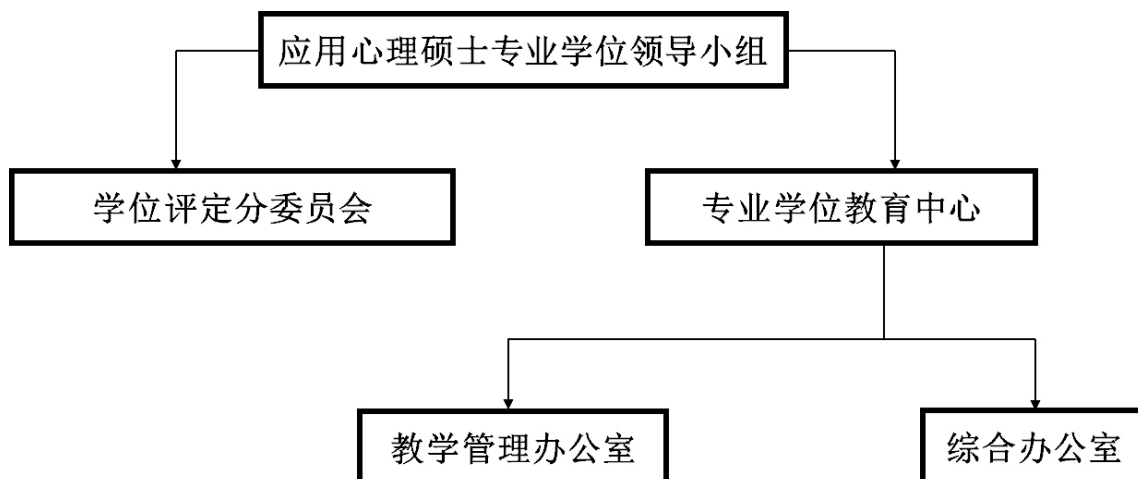 应用心理硕士专业学位领导小组
学位评定分委员会
专业学位教育中心
教学管理办公室
综合办公室